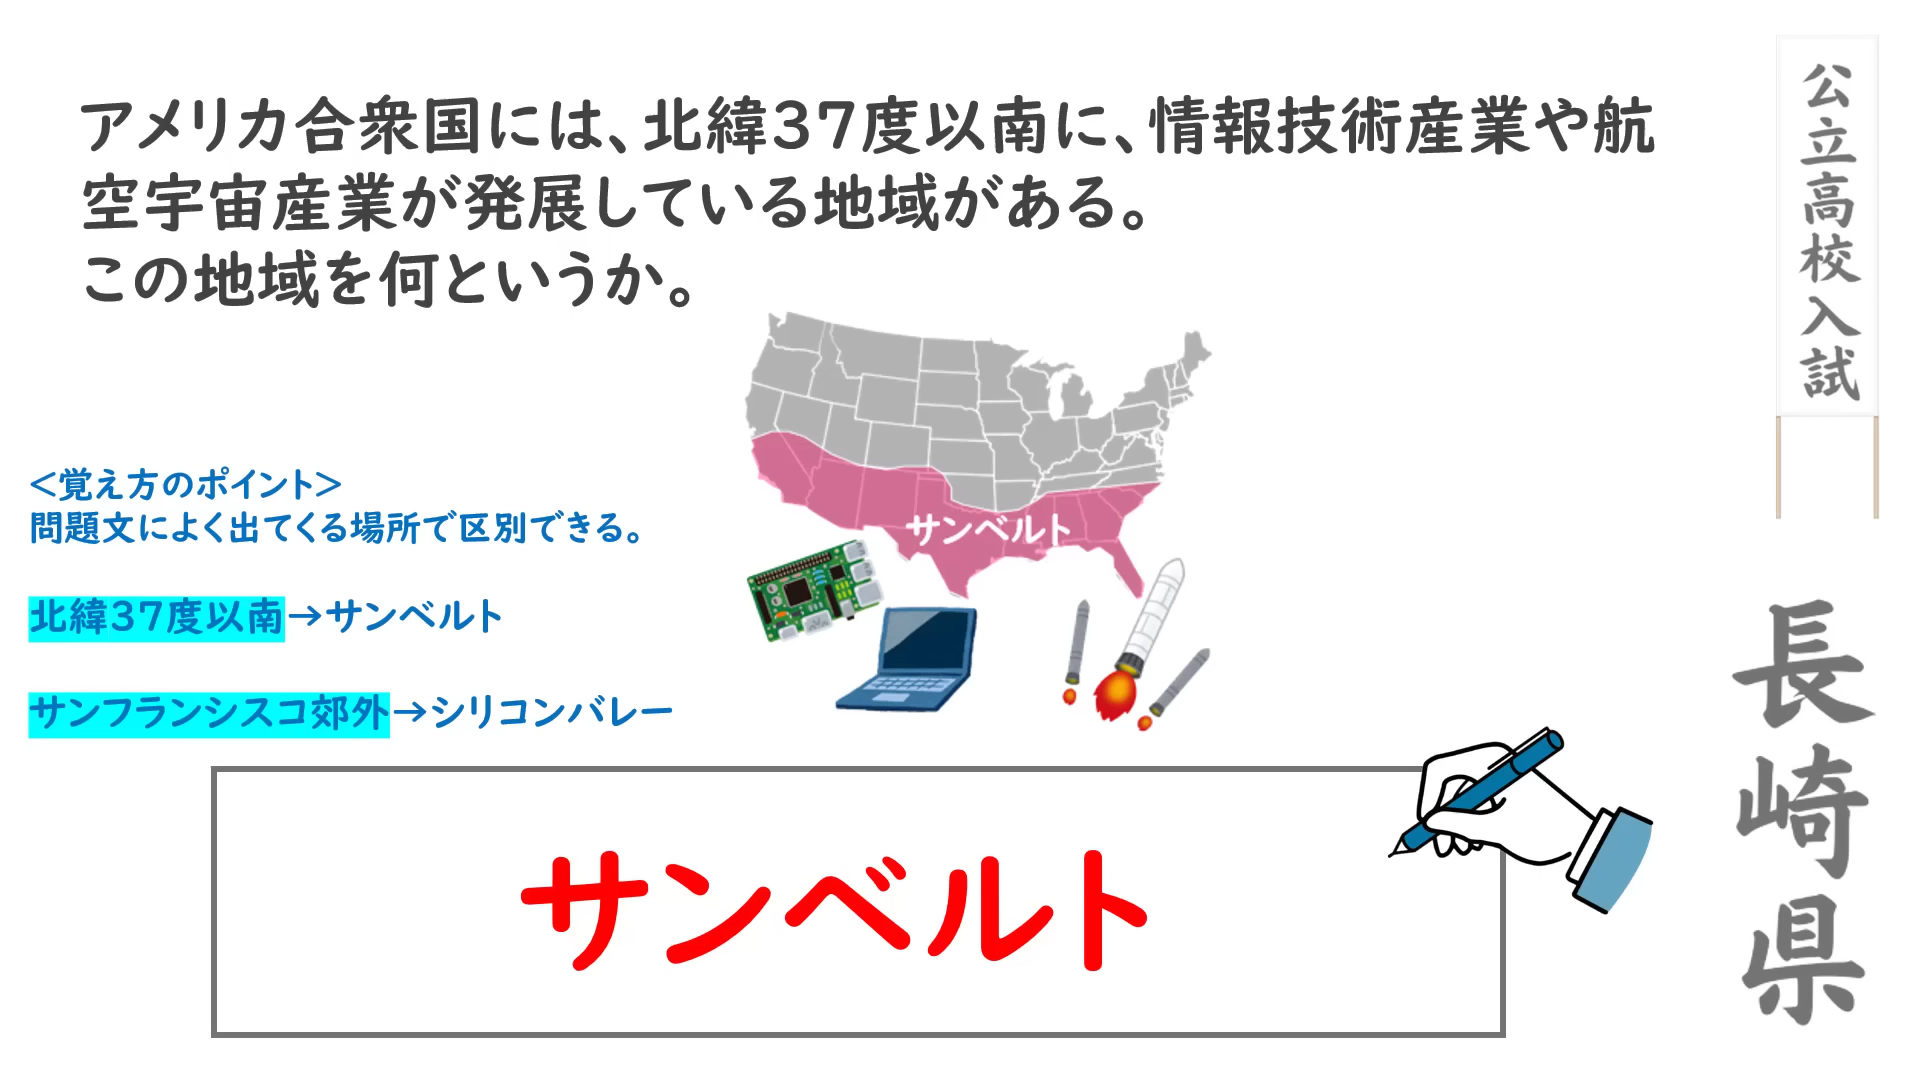 アメリカ合衆国には、北緯37度以南に、情報技術産業や航
空宇宙産業が発展している地域がある。
この地域を何というか。
公立高校入試
<覚え方のポイント>
問題文によく出てくる場所で区別できる。
サンベルト
北緯37度以南→サンベルト
サンフランシスコ郊外→シリコンバレー
長崎県
サンベルト